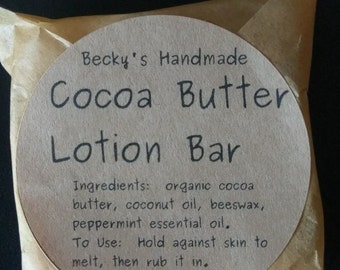 Becky's Handmade
Cocoa Butter
Lotion Bar
Ingredients: organic cocoa
butter, coconut oil, beeswax,
peppermint essential oil.
To Use: Hold against skin to
melt, then rub it in.